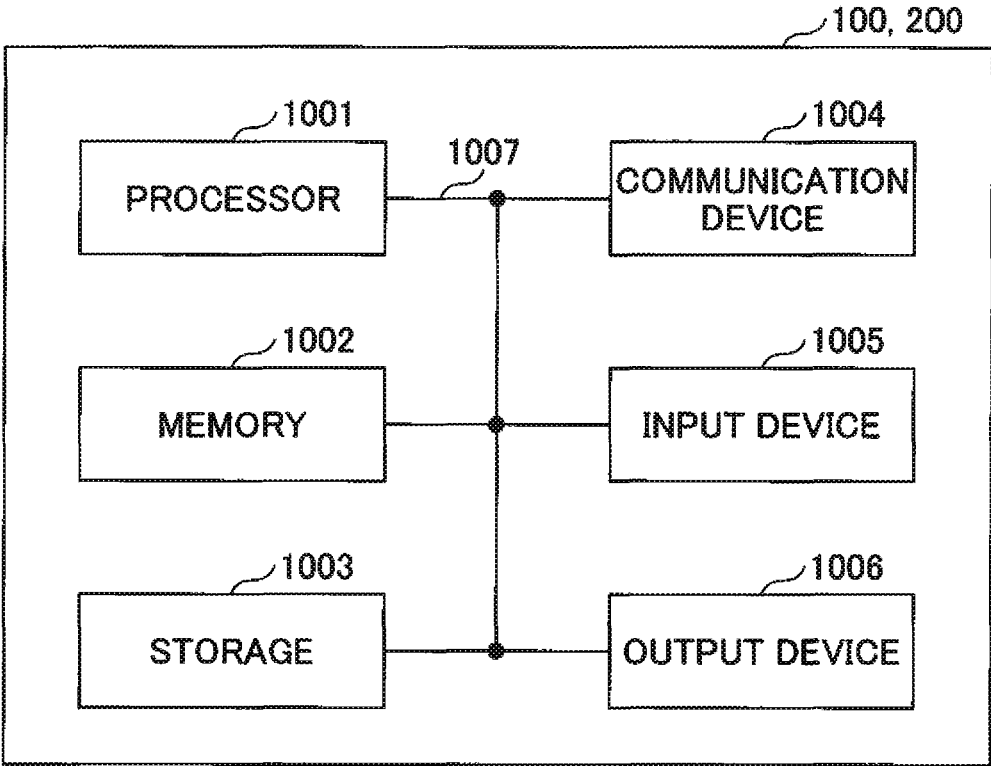 100, 200
1001
PROCESSOR
1007
1004
COMMUNICATION
DEVICE
1002
MEMORY
1005
INPUT DEVICE
1003
STORAGE
1006
OUTPUT DEVICE